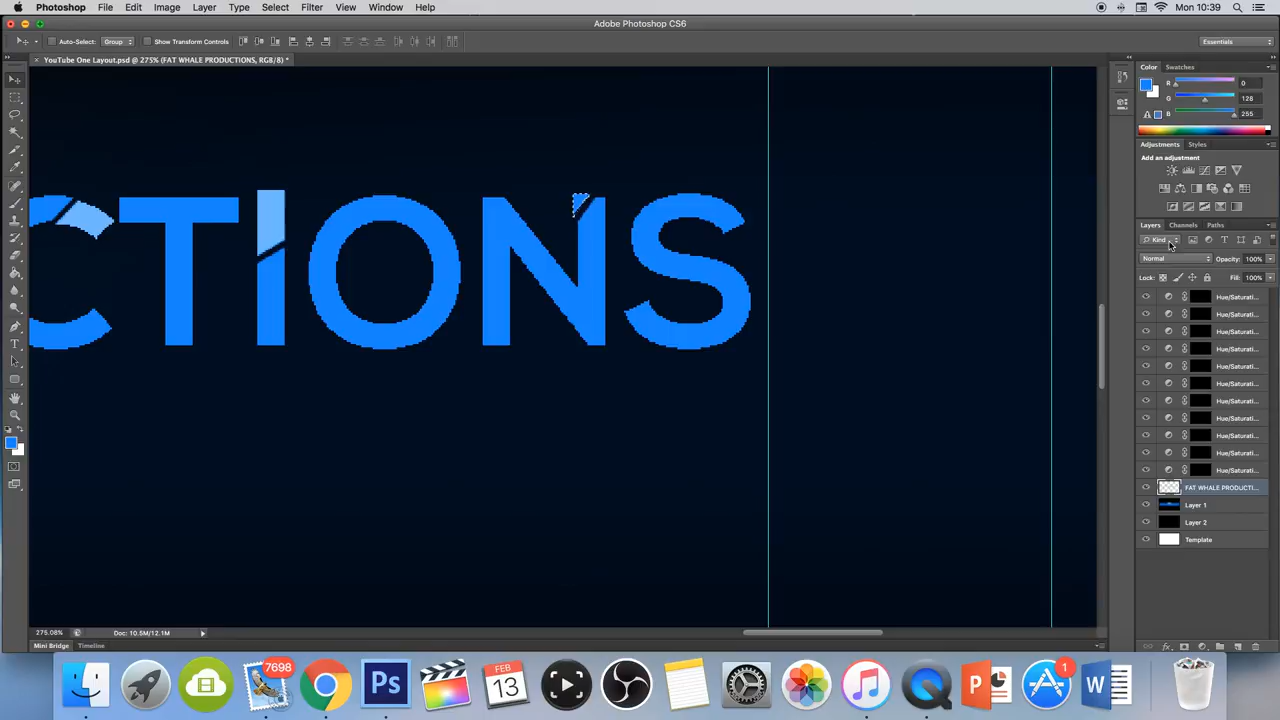 Photoshop File Edit Image Layer Type Select Filter View Window Help Mon 10:39
Adobe Photoshop CS6
Auto-Select: Group Show Transform Controls Essentials
YouTube One Layout.psd @ 275% (FAT WHALE PRODUCTIONS, RGB/8) *
CTIONS
Color Swatches
R 0
G 128
B 255
Adjustments Styles
Add an adjustment
Layers Channels Paths
Kind
Normal Opacity: 100%
Lock: Fill: 100%
Hue/Saturati...
Hue/Saturati...
Hue/Saturati...
Hue/Saturati...
Hue/Saturati...
Hue/Saturati...
Hue/Saturati...
Hue/Saturati...
Hue/Saturati...
Hue/Saturati...
Hue/Saturati...
FAT WHALE PRODUCTI...
Layer 1
Layer 2
Template
275.08% Doc: 10.5M/12.1M
Mini Bridge Timeline
7698
Ps
FEB
13
P
1
W